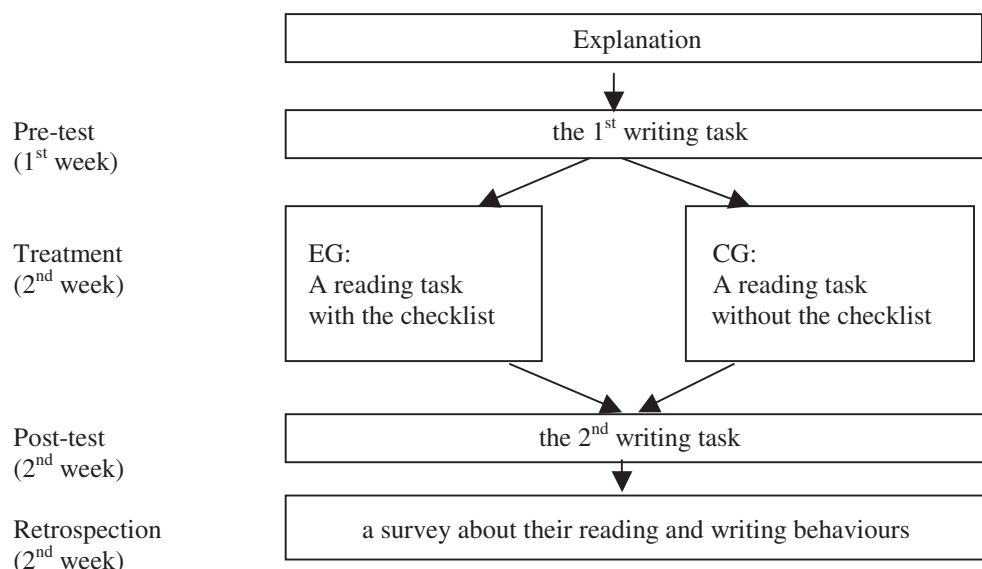 Explanation
Pre-test
(1st week)
the 1st writing task
Treatment
(2nd week)
EG:
A reading task
with the checklist
CG:
A reading task
without the checklist
Post-test
(2nd week)
the 2nd writing task
Retrospection
(2nd week)
a survey about their reading and writing behaviours